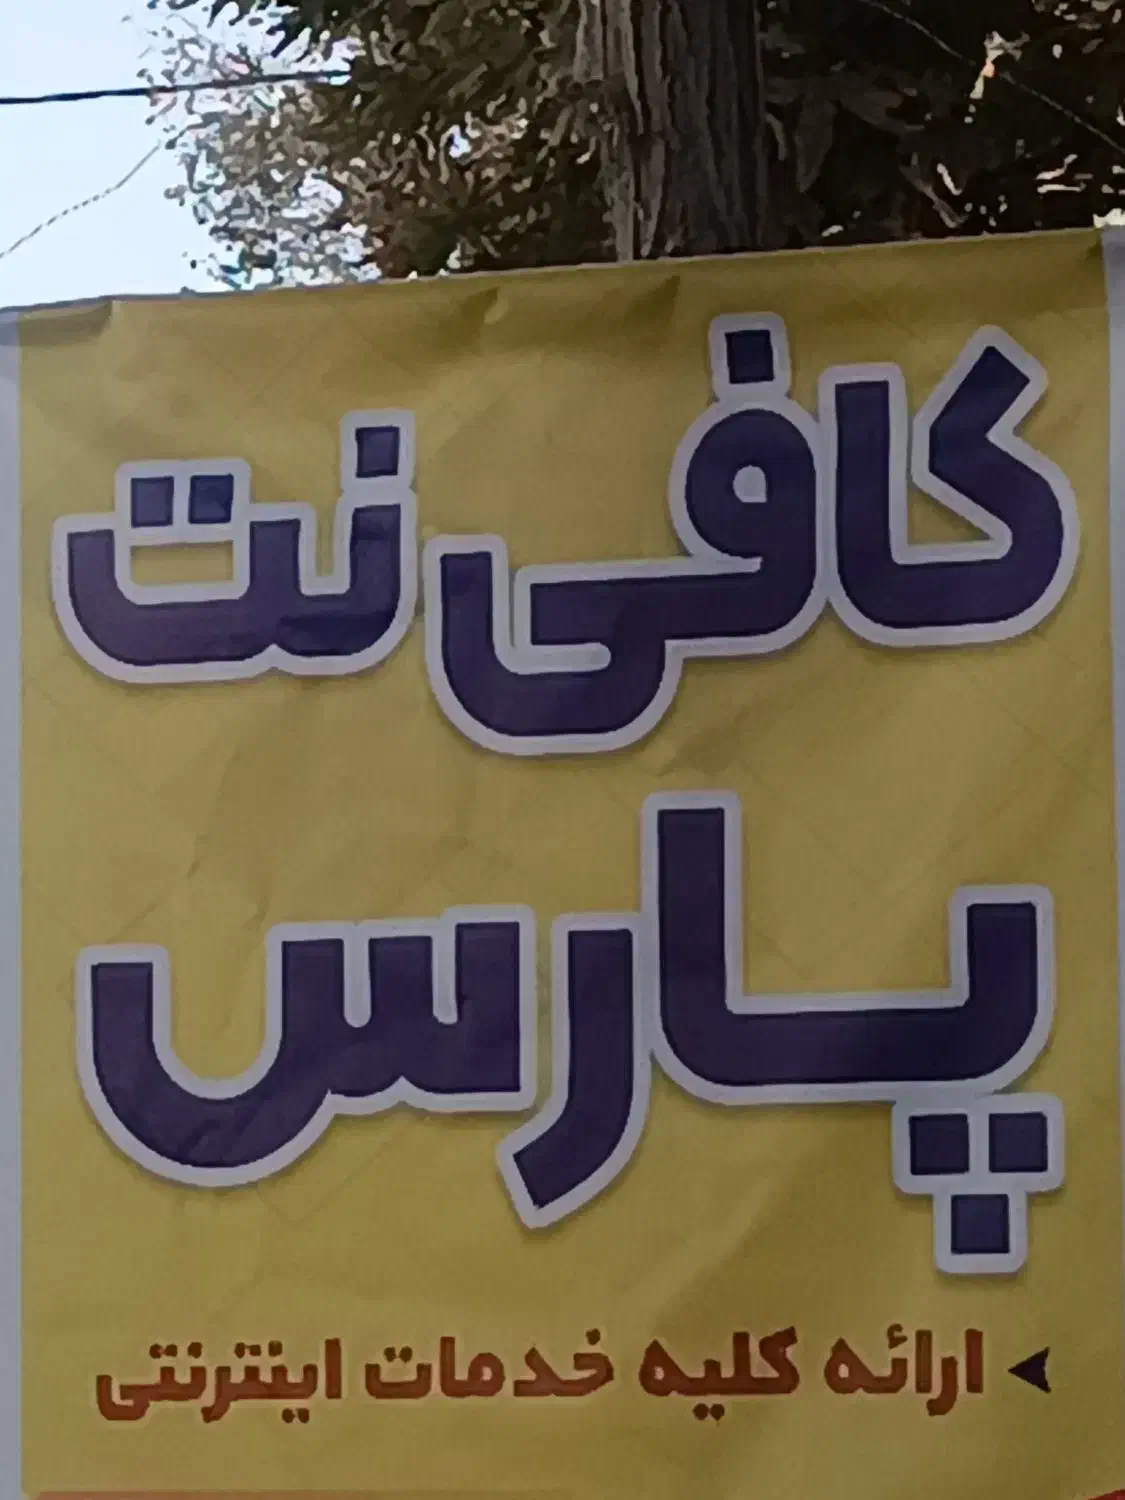 کافی نت
پارس
ارائه کلیه خدمات اینترنتی